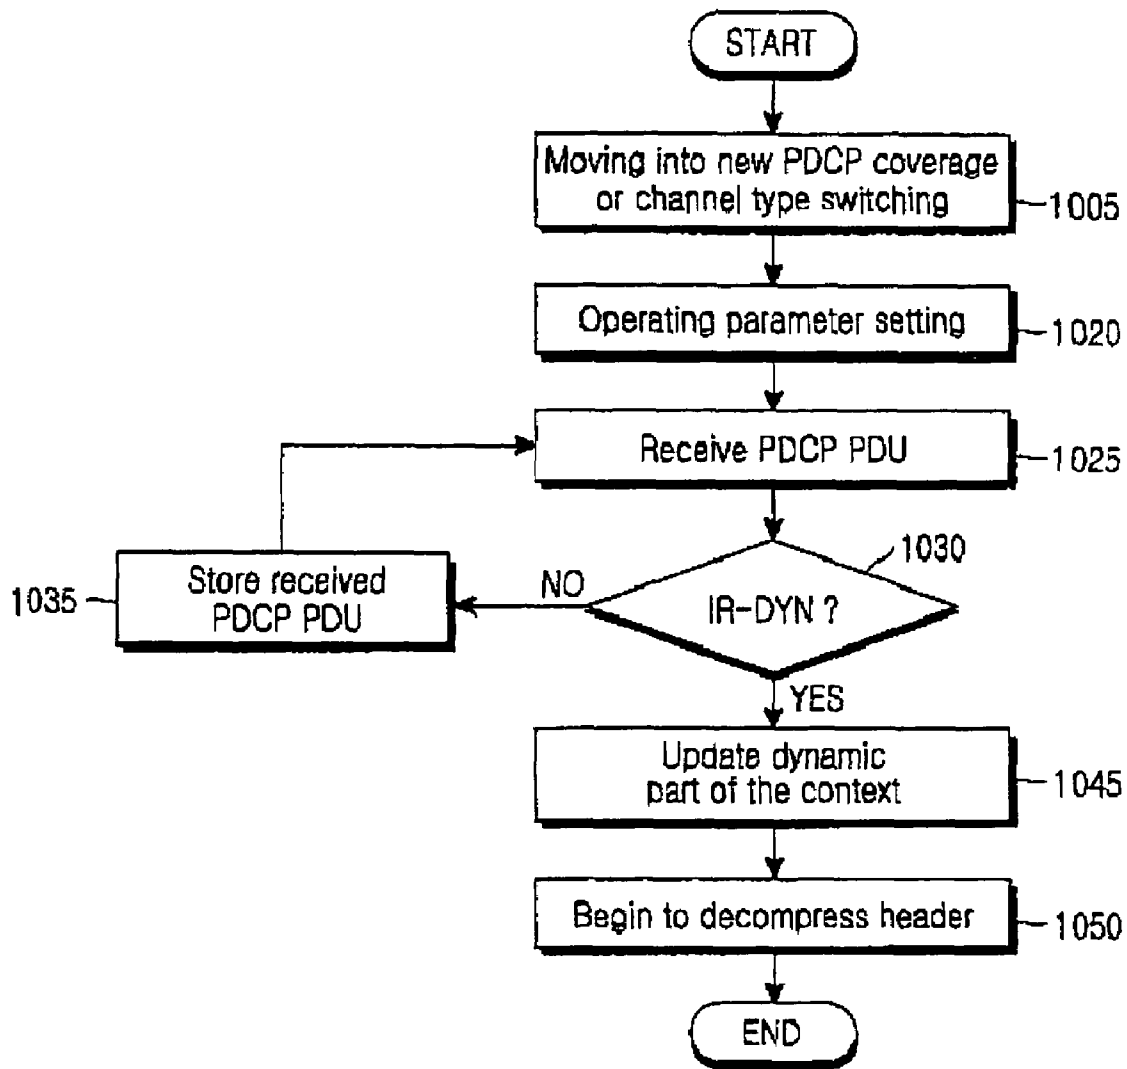 START
Moving into new PDCP coverage
or channel type switching
1005
Operating parameter setting
1020
Receive PDCP PDU
1025
1030
IR-DYN ?
NO
Store received
PDCP PDU
1035
YES
Update dynamic
part of the context
1045
Begin to decompress header
1050
END